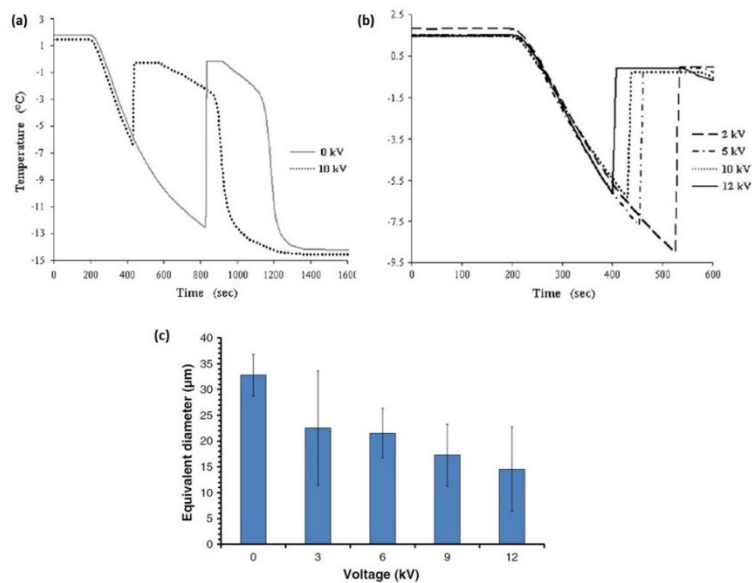 (a)
3
1
-1
-3
-5
-7
-9
-11
-13
-15
Temperature (°C)
0 kV
10 kV
0 200 400 600 800 1000 1200 1400 1600
Time (sec)
(b)
2.5
0.5
-1.5
-3.5
-5.5
-7.5
-9.5
Temperature (°C)
2 kV
5 kV
10 kV
12 kV
0 100 200 300 400 500 600
Time (sec)
(c)
40
35
30
25
20
15
10
5
0
Equivalent diameter (µm)
0 3 6 9 12
Voltage (kV)